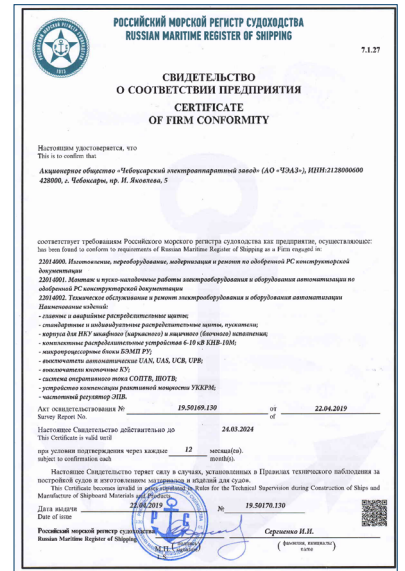 РОССИЙСКИЙ МОРСКОЙ РЕГИСТР СУДОХОДСТВА
RUSSIAN MARITIME REGISTER OF SHIPPING
7.1.27
1913
СВИДЕТЕЛЬСТВО
О СООТВЕТСТВИИ ПРЕДПРИЯТИЯ
CERTIFICATE
OF FIRM CONFORMITY
Настоящим удостоверяется, что
This is to confirm that
Акционерное общество «Чебоксарский электроаппаратный завод» (АО «ЧЭАЗ»), ИНН:2128000600
428000, г. Чебоксары, пр. И. Яковлева, 5
соответствует требованиям Российского морского регистра судоходства как предприятие, осуществляющее:
has been found to conform to requirements of Russian Maritime Register of Shipping as a Firm engaged in:
22014000. Изготовление, переоборудование, модернизация и ремонт по одобренной РС конструкторской
документации
22014001. Монтаж и пуско-наладочные работы электрооборудования и оборудования автоматизации по
одобренной РС конструкторской документации
22014002. Техническое обслуживание и ремонт электрооборудования и оборудования автоматизации
Наименование изделий:
- главные и аварийные распределительные щиты;
- стандартные и индивидуальные распределительные щиты, пускатели;
- корпуса для НКУ шкафного (каркасного) и ящичного (блочного) исполнения;
- комплектные распределительные устройства 6-10 кВ КНВ-10М;
- микропроцессорные блоки БЭМП РУ;
- выключатели автоматические UAN, UAS, UCB, UPB;
- выключатели кнопочные КУ;
- система оперативного тока СОПТВ, ШОТВ;
- устройство компенсации реактивной мощности УККРМ;
- частотный регулятор ЭПВ.
Акт освидетельствования № 19.50169.130 от 22.04.2019
Survey Report No. of
Настоящее Свидетельство действительно до 24.03.2024
This Certificate is valid until
при условии подтверждения через каждые 12 месяца(ев).
subject to confirmation each month(s).
Настоящее Свидетельство теряет силу в случаях, установленных в Правилах технического наблюдения за
постройкой судов и изготовлением материалов и изделий для судов.
This Certificate becomes invalid in cases stipulated in Rules for the Technical Supervision during Construction of Ships and
Manufacture of Shipboard Materials and Products.
Дата выдачи 22.04.2019 № 19.50170.130
Date of issue
Российский морской регистр судоходства Сергиенко И.И.
Russian Maritime Register of Shipping (фамилия, инициалы)
name
М.П.
L.S.